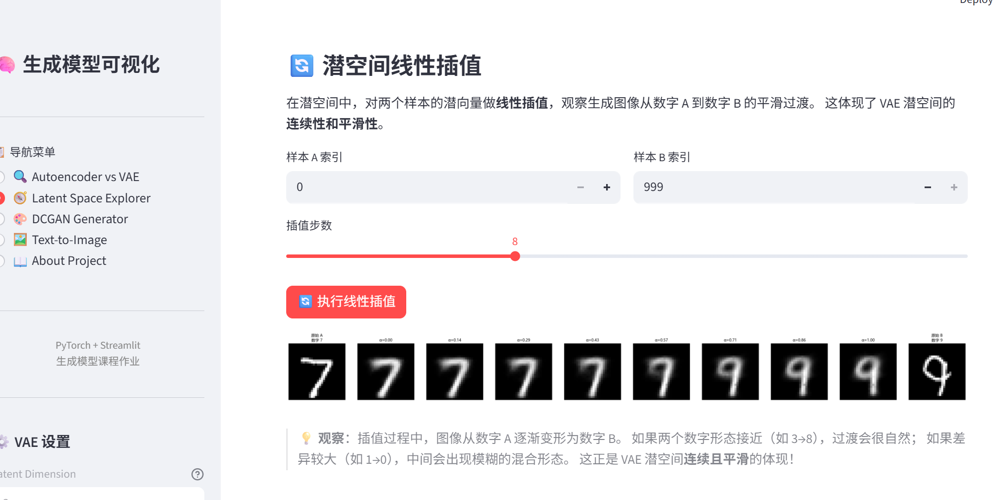 Deploy
生成模型可视化
导航菜单
Autoencoder vs VAE
Latent Space Explorer
DCGAN Generator
Text-to-Image
About Project
PyTorch + Streamlit
生成模型课程作业
VAE 设置
atent Dimension
潜空间线性插值
在潜空间中，对两个样本的潜向量做线性插值，观察生成图像从数字 A 到数字 B 的平滑过渡。 这体现了 VAE 潜空间的
连续性和平滑性。
样本 A 索引
样本 B 索引
0
999
插值步数
8
执行线性插值
原始 A
数字 7
α=0.00
α=0.14
α=0.29
α=0.43
α=0.57
α=0.71
α=0.86
α=1.00
原始 B
数字 9
观察：插值过程中，图像从数字 A 逐渐变形为数字 B。 如果两个数字形态接近（如 3→8），过渡会很自然； 如果差
异较大（如 1→0），中间会出现模糊的混合形态。 这正是 VAE 潜空间连续且平滑的体现！